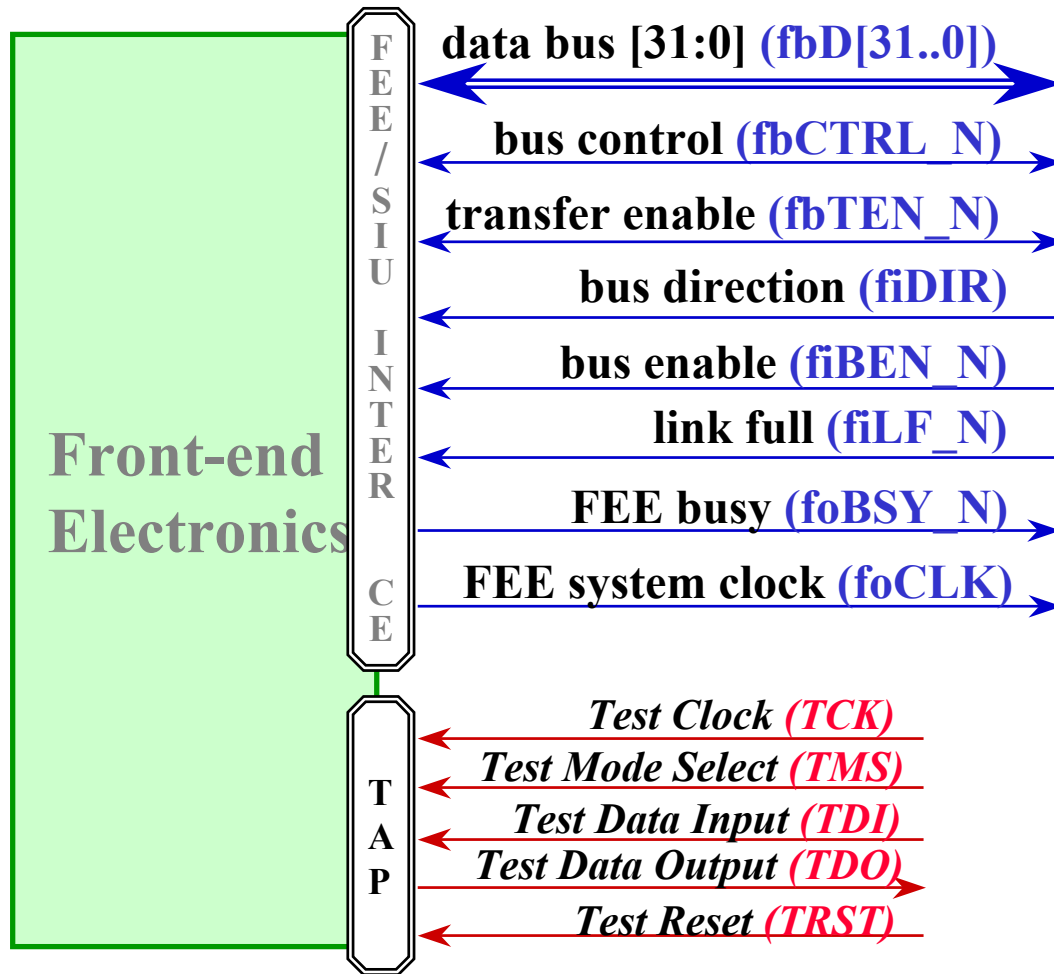 FEE/SIU INTER CE
data bus [31:0] (fbD[31..0])
bus control (fbCTRL_N)
transfer enable (fbTEN_N)
bus direction (fiDIR)
bus enable (fiBEN_N)
link full (fiLF_N)
FEE busy (foBSY_N)
FEE system clock (foCLK)
Front-end
Electronics
TAP
Test Clock (TCK)
Test Mode Select (TMS)
Test Data Input (TDI)
Test Data Output (TDO)
Test Reset (TRST)